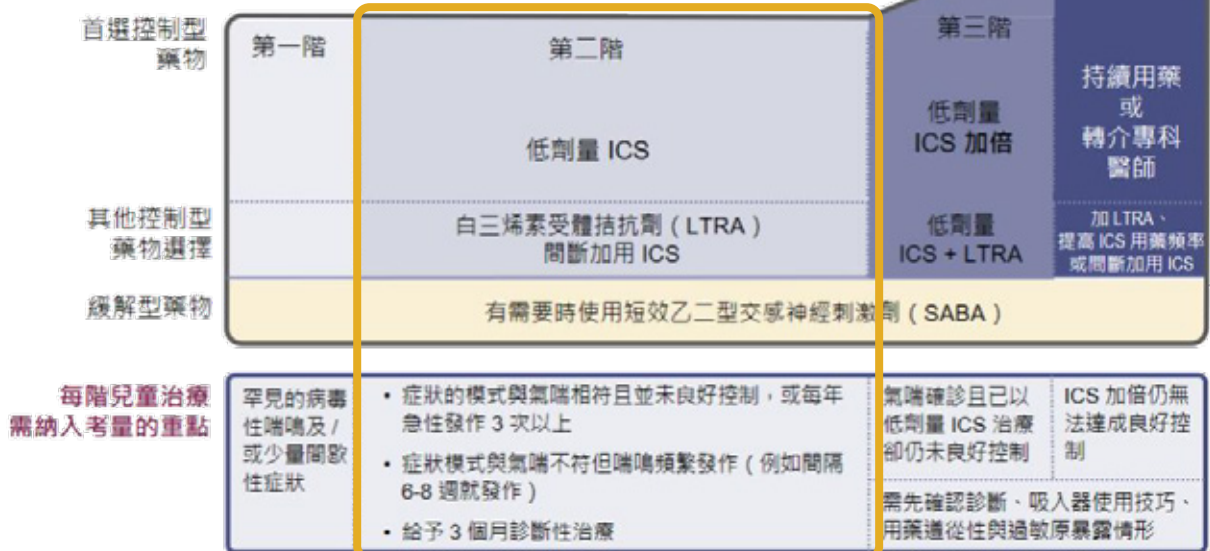 首選控制型
藥物
第一階
第二階
第三階
低劑量 ICS
低劑量
ICS 加倍
持續用藥
或
轉介專科
醫師
其他控制型
藥物選擇
白三烯素受體拮抗劑(LTRA)
間斷加用 ICS
低劑量
ICS + LTRA
加 LTRA、
提高 ICS 用藥頻率
或間斷加用 ICS
緩解型藥物
有需要時使用短效乙二型交感神經刺激劑(SABA)
每階兒童治療
需納入考量的重點
罕見的病毒
性喘鳴及 /
或少量間歇
性症狀
• 症狀的模式與氣喘相符且並未良好控制,或每年
急性發作 3 次以上
• 症狀模式與氣喘不符但喘鳴頻繁發作(例如間隔
6-8 週就發作)
• 給予 3 個月診斷性治療
氣喘確診且已以
低劑量 ICS 治療
卻仍未良好控制
ICS 加倍仍無
法達成良好控
制
需先確認診斷、吸入器使用技巧、
用藥遵從性與過敏原暴露情形